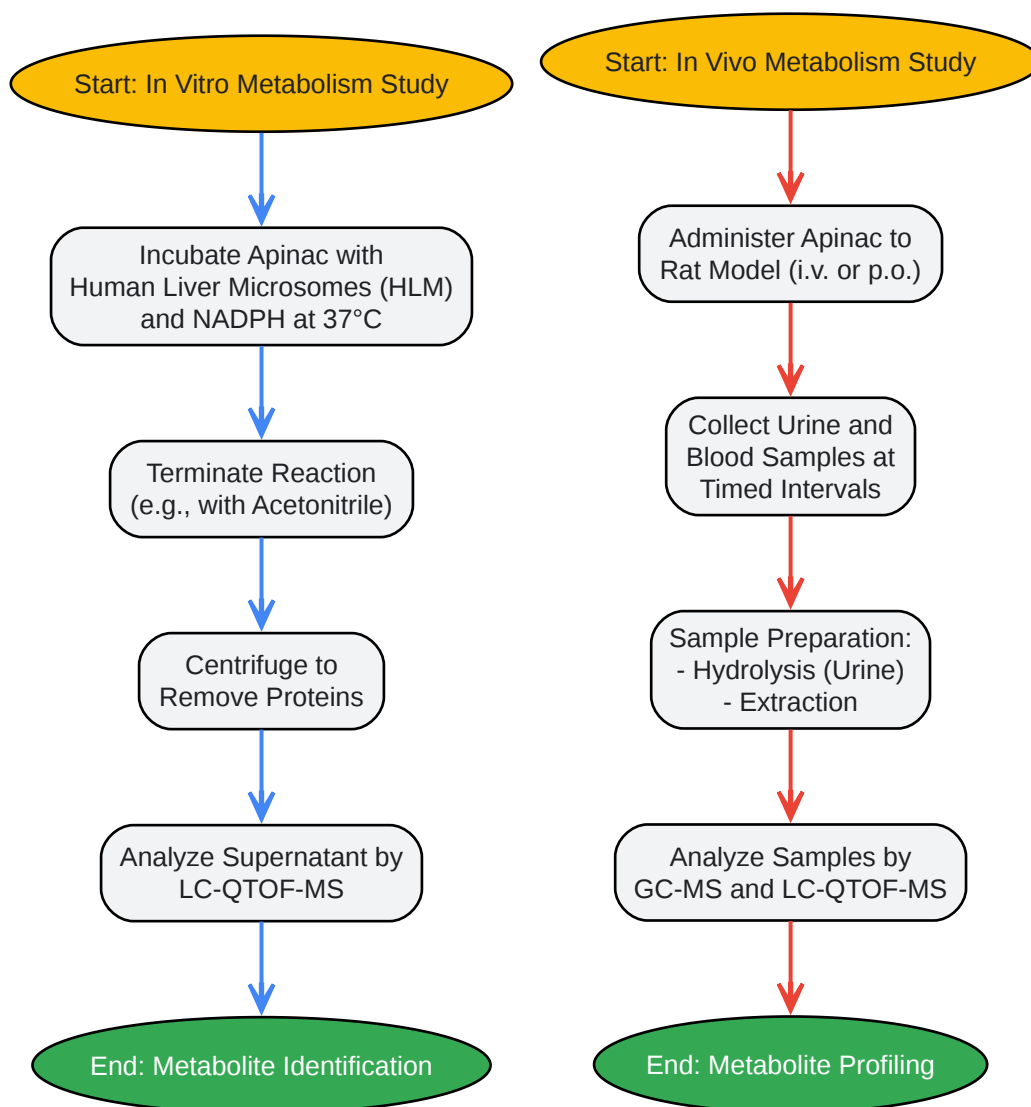 Start: In Vitro Metabolism Study
Incubate Apinac with
Human Liver Microsomes (HLM)
and NADPH at 37°C
Terminate Reaction
(e.g., with Acetonitrile)
Centrifuge to
Remove Proteins
Analyze Supernatant by
LC-QTOF-MS
End: Metabolite Identification
Start: In Vivo Metabolism Study
Administer Apinac to
Rat Model (i.v. or p.o.)
Collect Urine and
Blood Samples at
Timed Intervals
Sample Preparation:
- Hydrolysis (Urine)
- Extraction
Analyze Samples by
GC-MS and LC-QTOF-MS
End: Metabolite Profiling